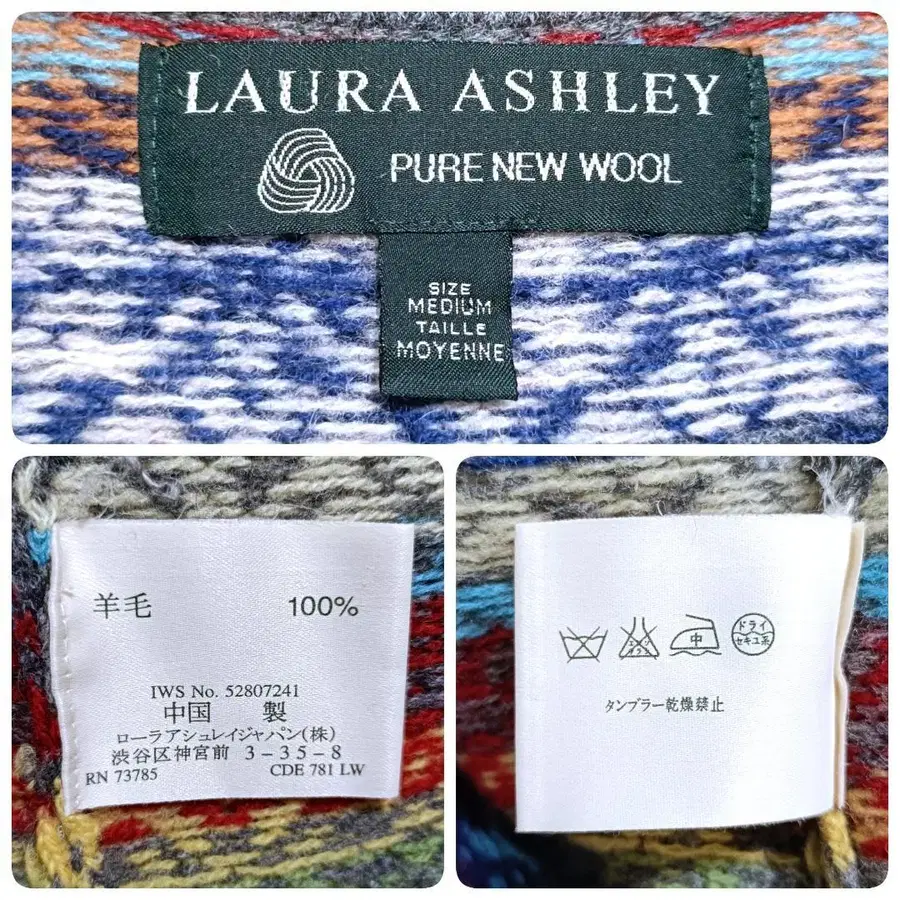 LAURA ASHLEY
PURE NEW WOOL
SIZE
MEDIUM
TAILLE
MOYENNE
羊毛 100%
IWS No. 52807241
中国 製
ローラアシュレイジャパン(株)
渋谷区神宮前 3-35-8
RN 73785 CDE 781 LW
中
ドライ
セキユ系
タンブラー乾燥禁止